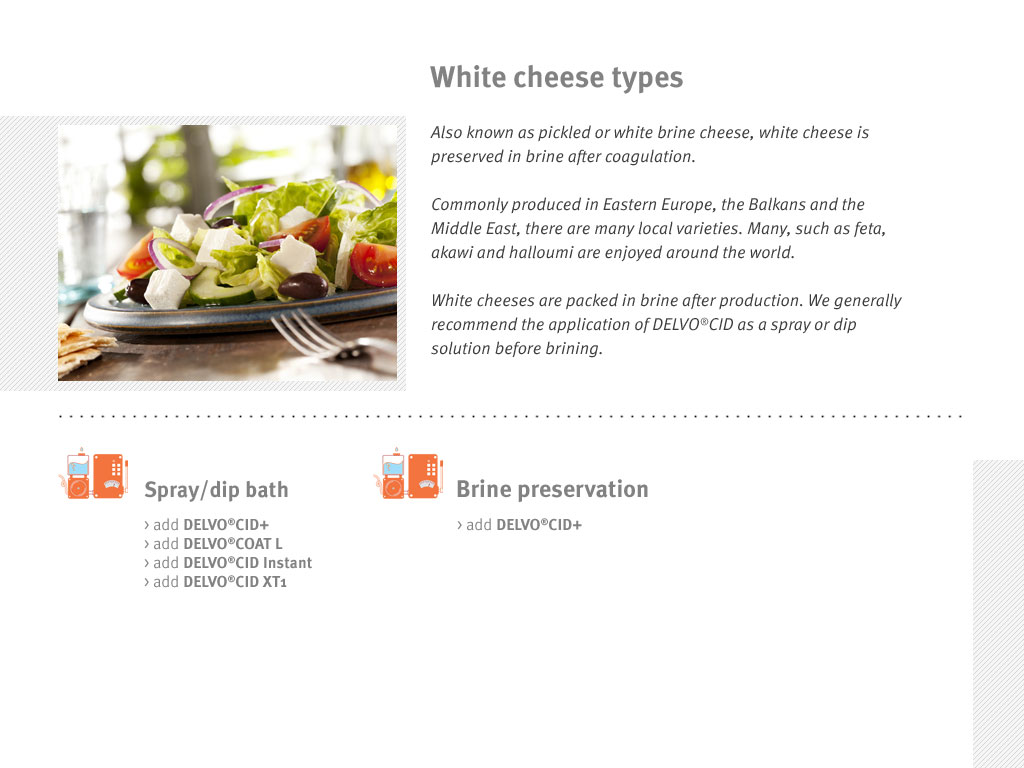 White cheese types
Also known as pickled or white brine cheese, white cheese is
preserved in brine after coagulation.
Commonly produced in Eastern Europe, the Balkans and the
Middle East, there are many local varieties. Many, such as feta,
akawi and halloumi are enjoyed around the world.
White cheeses are packed in brine after production. We generally
recommend the application of DELVO®CID as a spray or dip
solution before brining.
Spray/dip bath
› add DELVO®CID+
› add DELVO®COAT L
› add DELVO®CID Instant
› add DELVO®CID XT1
Brine preservation
› add DELVO®CID+